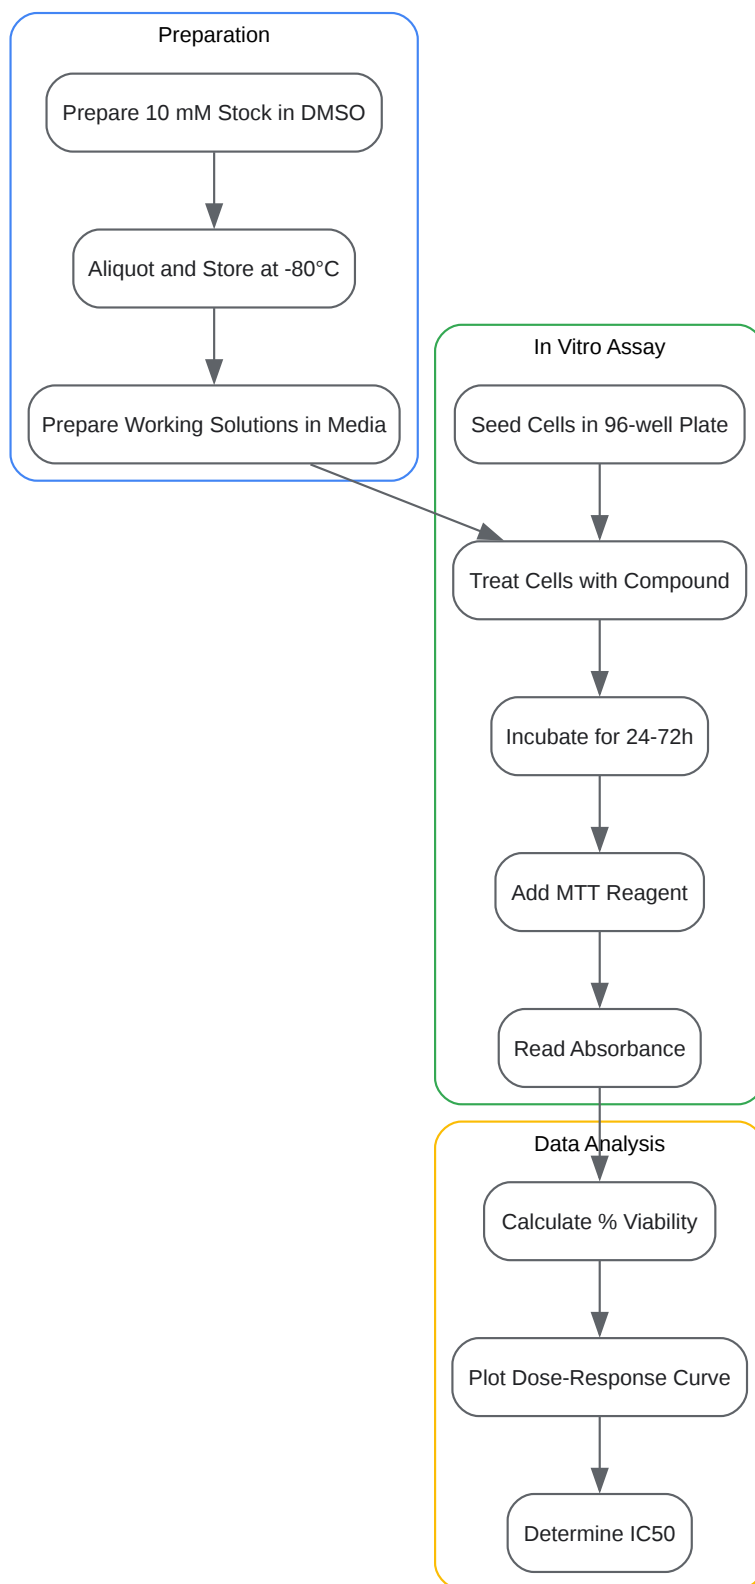 Preparation
Prepare 10 mM Stock in DMSO
Aliquot and Store at -80°C
Prepare Working Solutions in Media
In Vitro Assay
Seed Cells in 96-well Plate
Treat Cells with Compound
Incubate for 24-72h
Add MTT Reagent
Read Absorbance
Data Analysis
Calculate % Viability
Plot Dose-Response Curve
Determine IC50